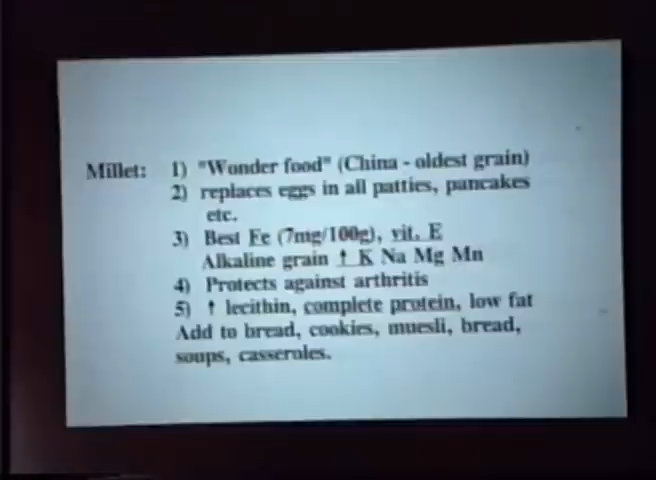 Millet: 1) "Wonder food" (China - oldest grain)
2) replaces eggs in all patties, pancakes
etc.
3) Best Fe (7mg/100g), vit. E
Alkaline grain ↑ K Na Mg Mn
4) Protects against arthritis
5) ↑ lecithin, complete protein, low fat
Add to bread, cookies, muesli, bread,
soups, casseroles.